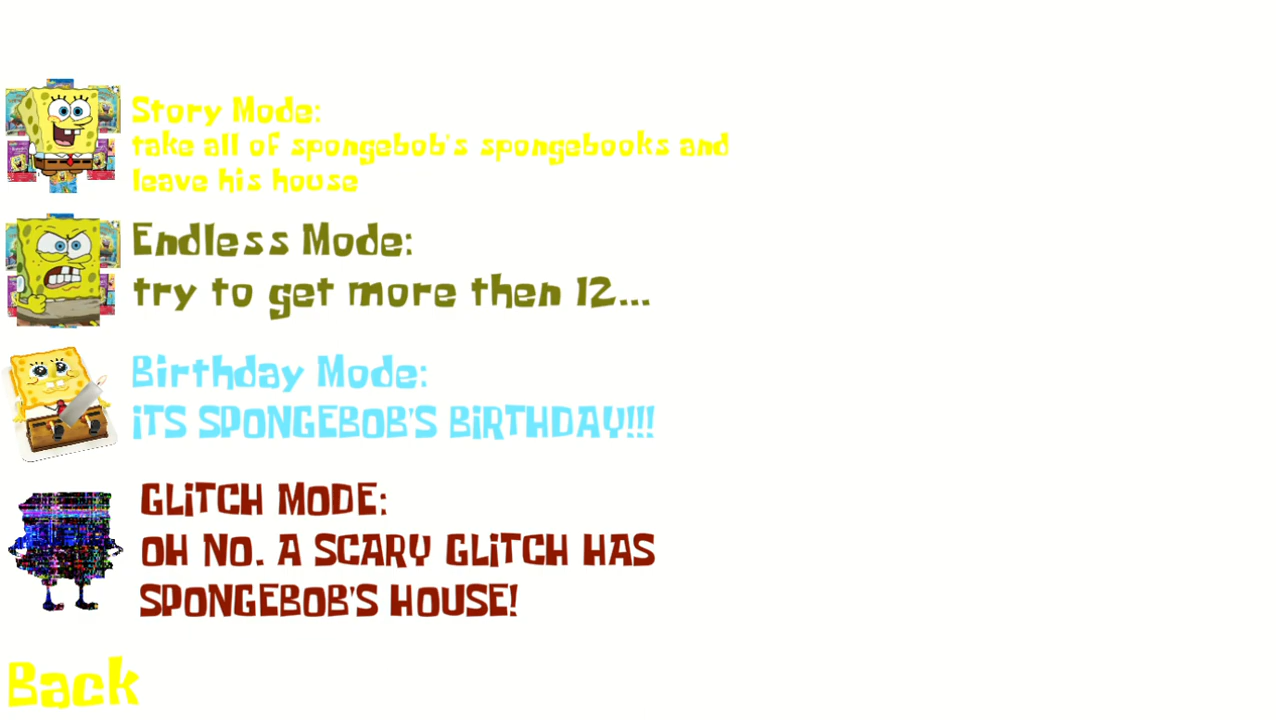 Story Mode:
take all of spongebob's spongebooks and
leave his house
Endless Mode:
try to get more then 12...
Birthday Mode:
iTS SPONGEBOB'S BiRTHDAY!!!
GLiTCH MODE:
OH NO. A SCARY GLiTCH HAS
SPONGEBOB'S HOUSE!
Back